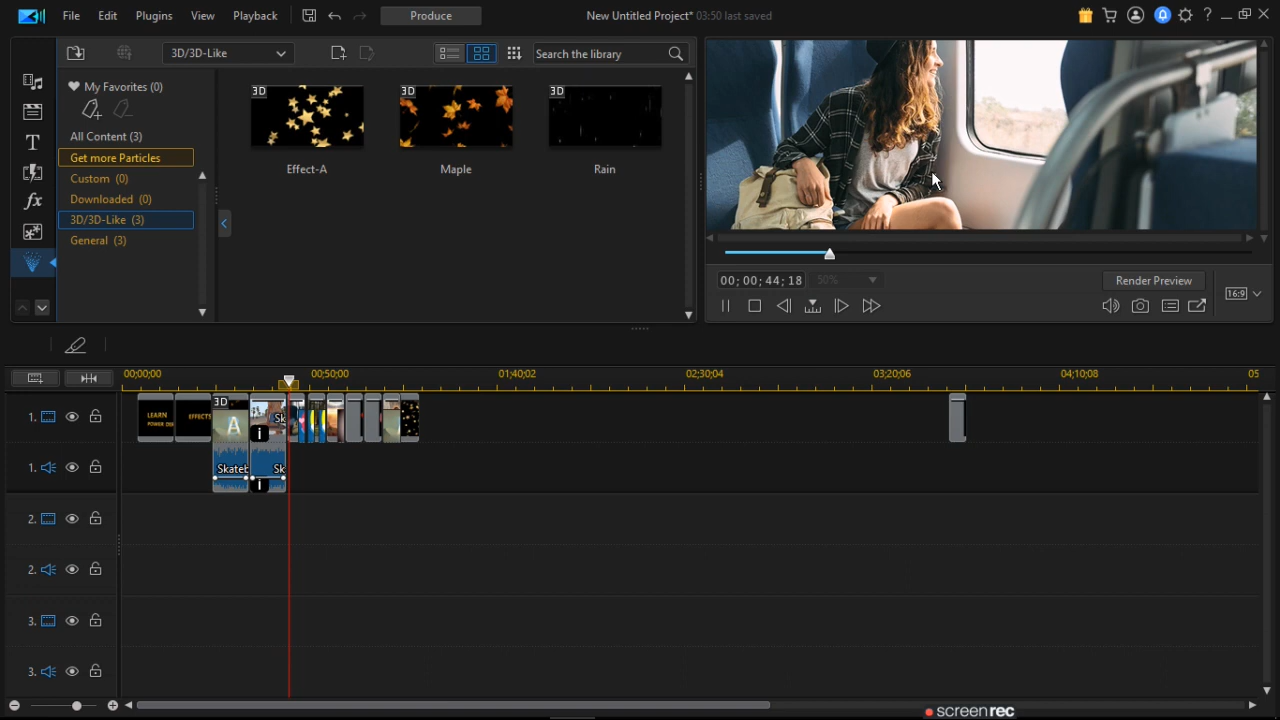 File Edit Plugins View Playback Produce New Untitled Project* 03:50 last saved
3D/3D-Like Search the library
My Favorites (0)
All Content (3)
Get more Particles
Custom (0)
Downloaded (0)
3D/3D-Like (3)
General (3)
3D 3D 3D
Effect-A Maple Rain
00; 00; 44; 18 50% Render Preview 16:9
00;00;00 00;50;00 01;40;02 02;30;04 03;20;06 04;10;08 05
1. LEARN EFFECTS 3D A i Sk
1. Skateb i Sk
2.
2.
3.
3.
screenrec